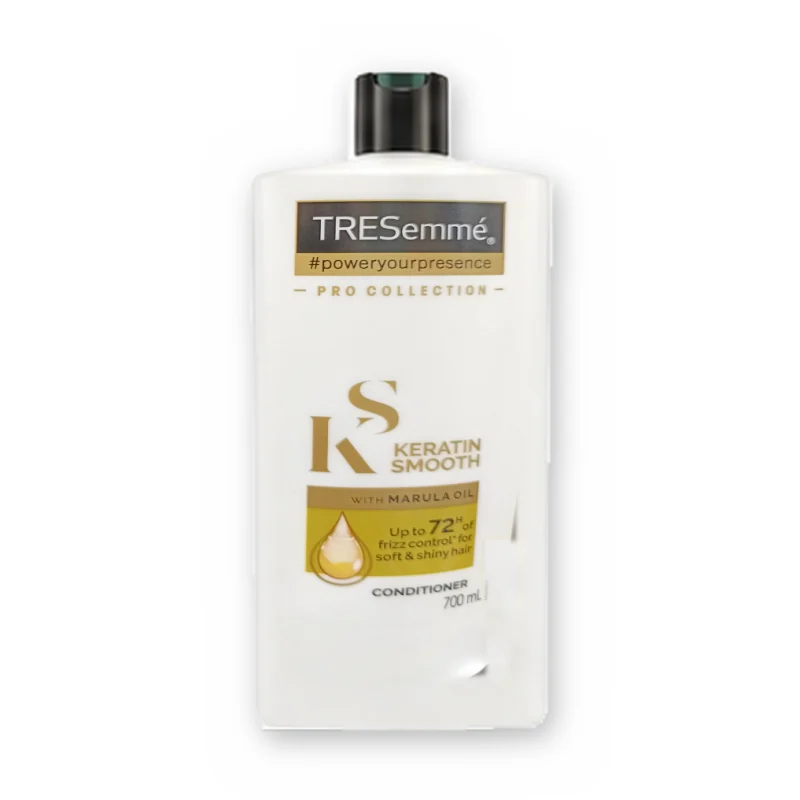 TRESemmé®
#poweryourpresence
PRO COLLECTION
KS
KERATIN
SMOOTH
WITH MARULA OIL
Up to 72H of
frizz control* for
soft & shiny hair
CONDITIONER
700 mL